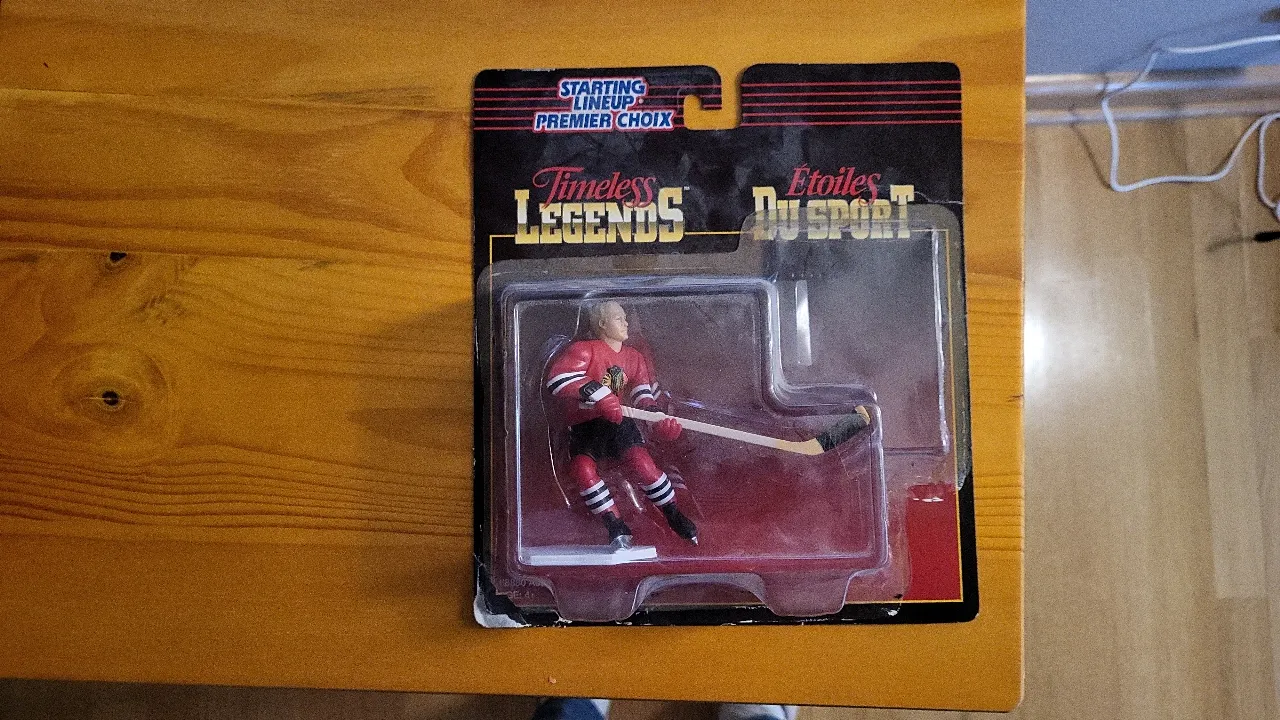 STARTING
LINEUP
PREMIER CHOIX
Timeless
LEGENDS
Étoiles
DU SPORT